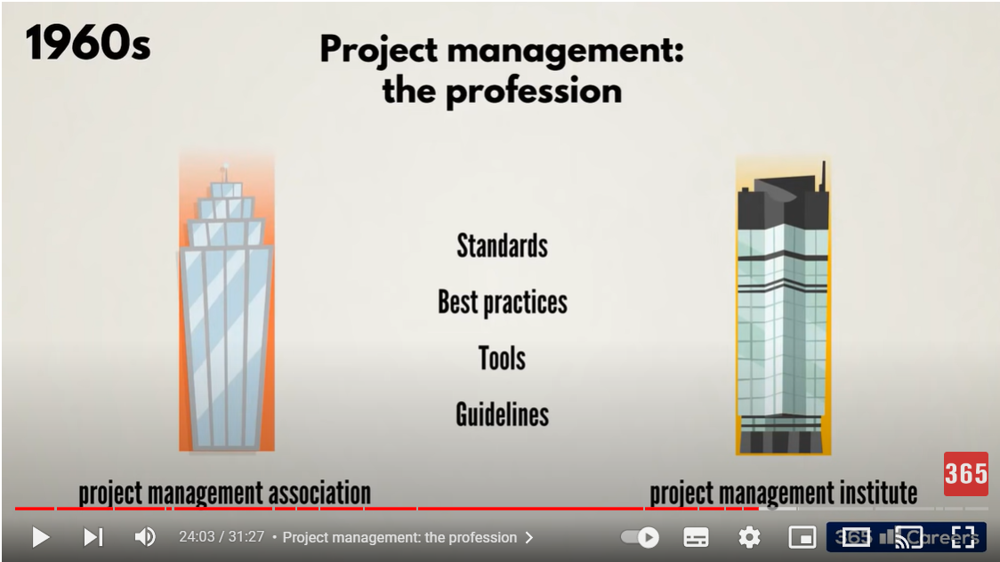 1960s
Project management:
the profession
Standards
Best practices
Tools
Guidelines
project management association
project management institute
365
24:03 / 31:27 • Project management: the profession
365 Careers